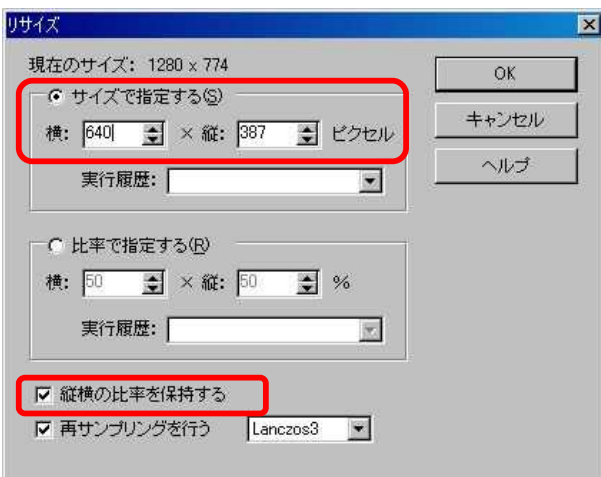 リサイズ
現在のサイズ: 1280 x 774
サイズで指定する(S)
横: 640 × 縦: 387 ピクセル
実行履歴:
比率で指定する(R)
横: 50 × 縦: 50 %
実行履歴:
縦横の比率を保持する
再サンプリングを行う Lanczos3
OK
キャンセル
ヘルプ